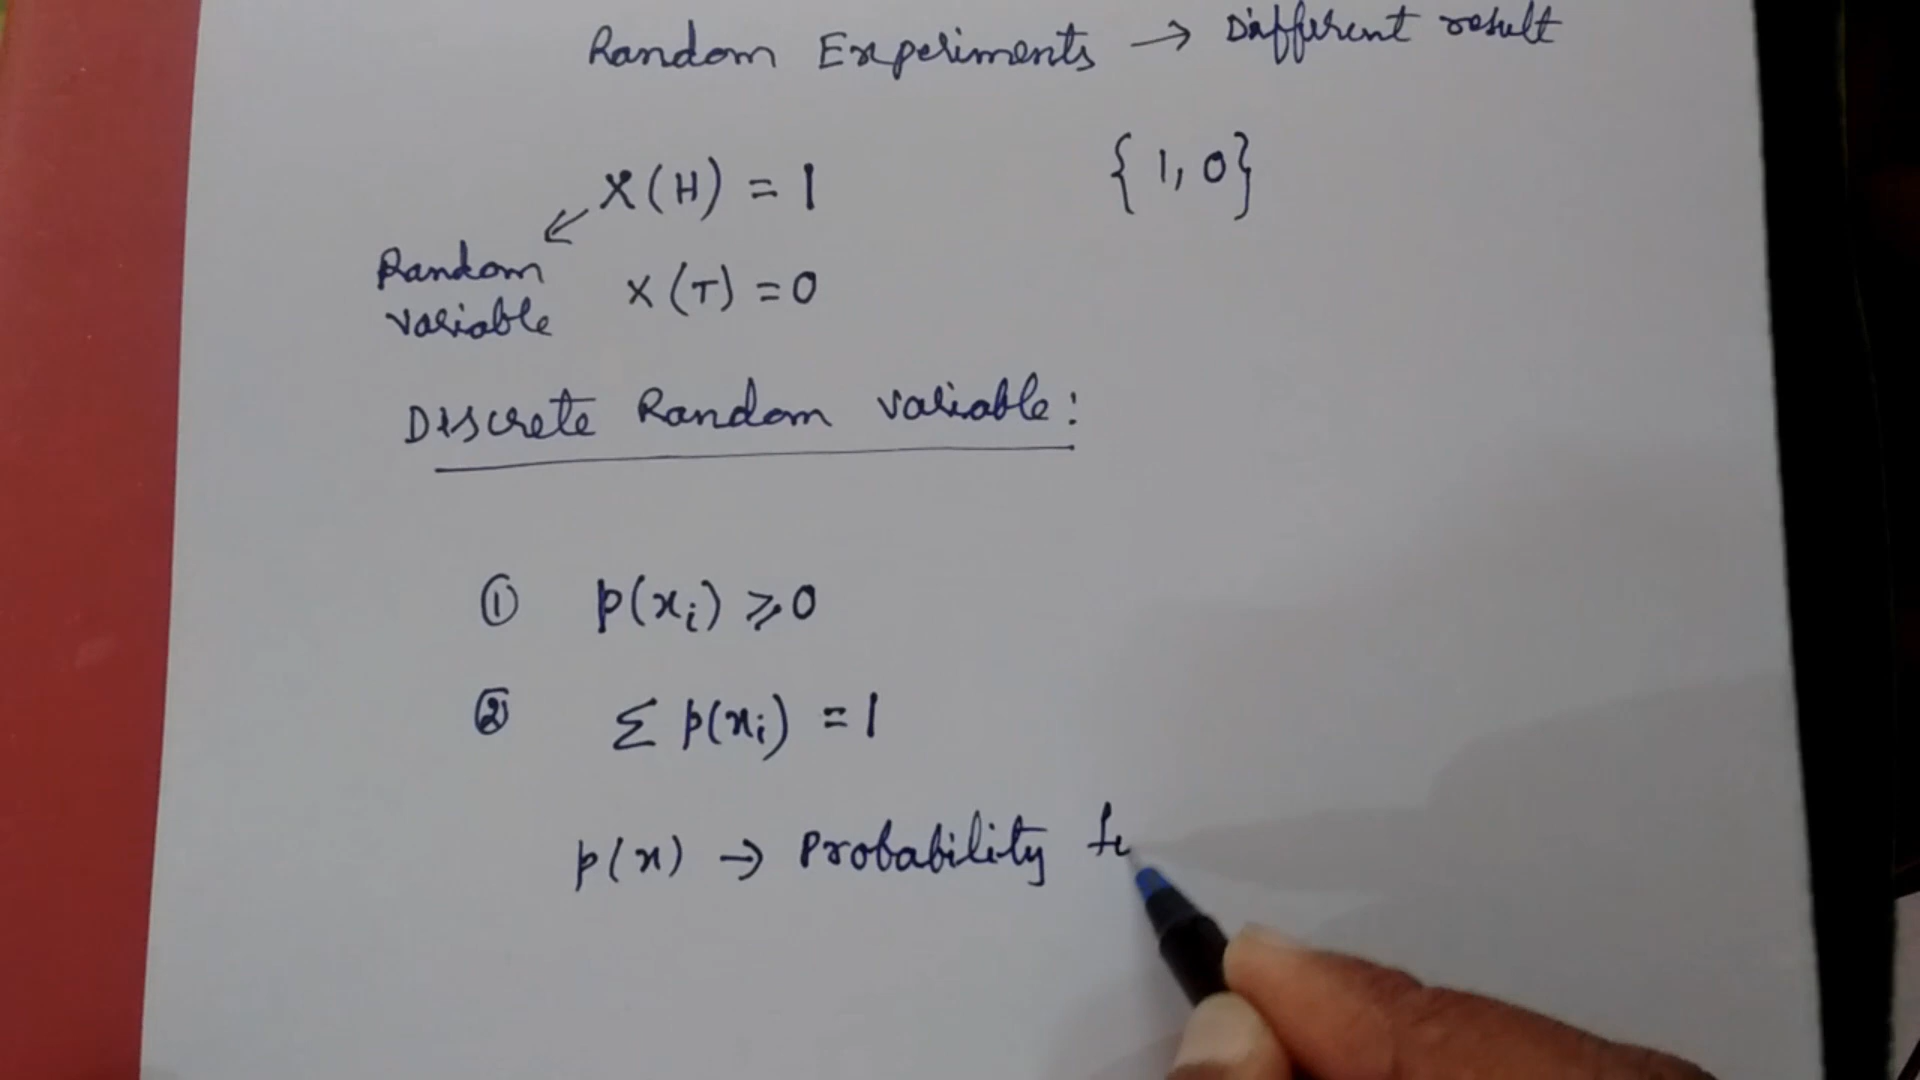 Random Experiments → Different result
X(H) = 1 {1, 0}
Random variable
X(T) = 0
Discrete Random variable:
① p(xᵢ) ⩾ 0
② Σ p(xᵢ) = 1
p(x) → Probability fu